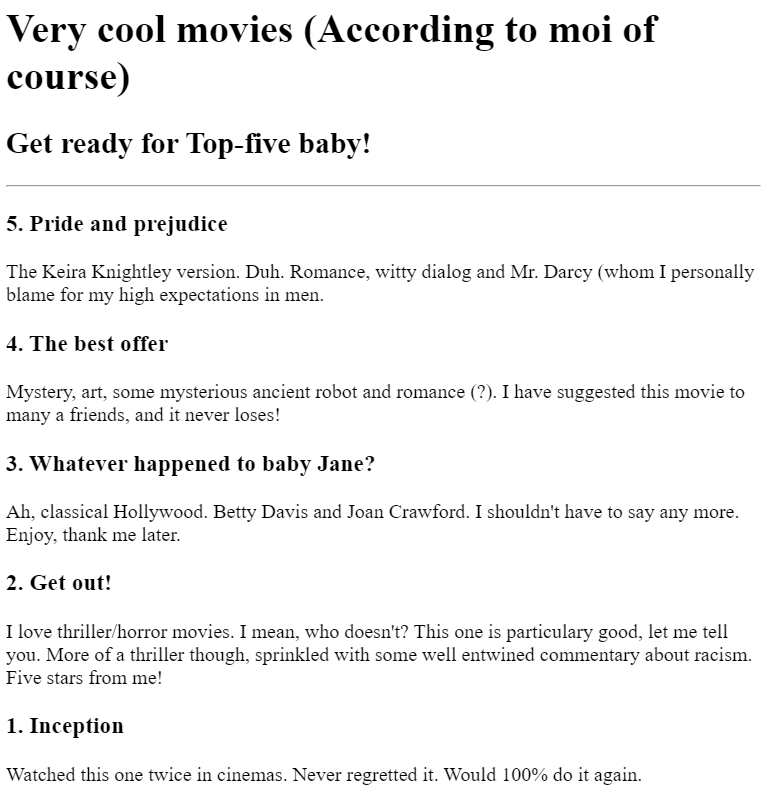 Very cool movies (According to moi of
course)
Get ready for Top-five baby!
5. Pride and prejudice
The Keira Knightley version. Duh. Romance, witty dialog and Mr. Darcy (whom I personally
blame for my high expectations in men.
4. The best offer
Mystery, art, some mysterious ancient robot and romance (?). I have suggested this movie to
many a friends, and it never loses!
3. Whatever happened to baby Jane?
Ah, classical Hollywood. Betty Davis and Joan Crawford. I shouldn't have to say any more.
Enjoy, thank me later.
2. Get out!
I love thriller/horror movies. I mean, who doesn't? This one is particulary good, let me tell
you. More of a thriller though, sprinkled with some well entwined commentary about racism.
Five stars from me!
1. Inception
Watched this one twice in cinemas. Never regretted it. Would 100% do it again.